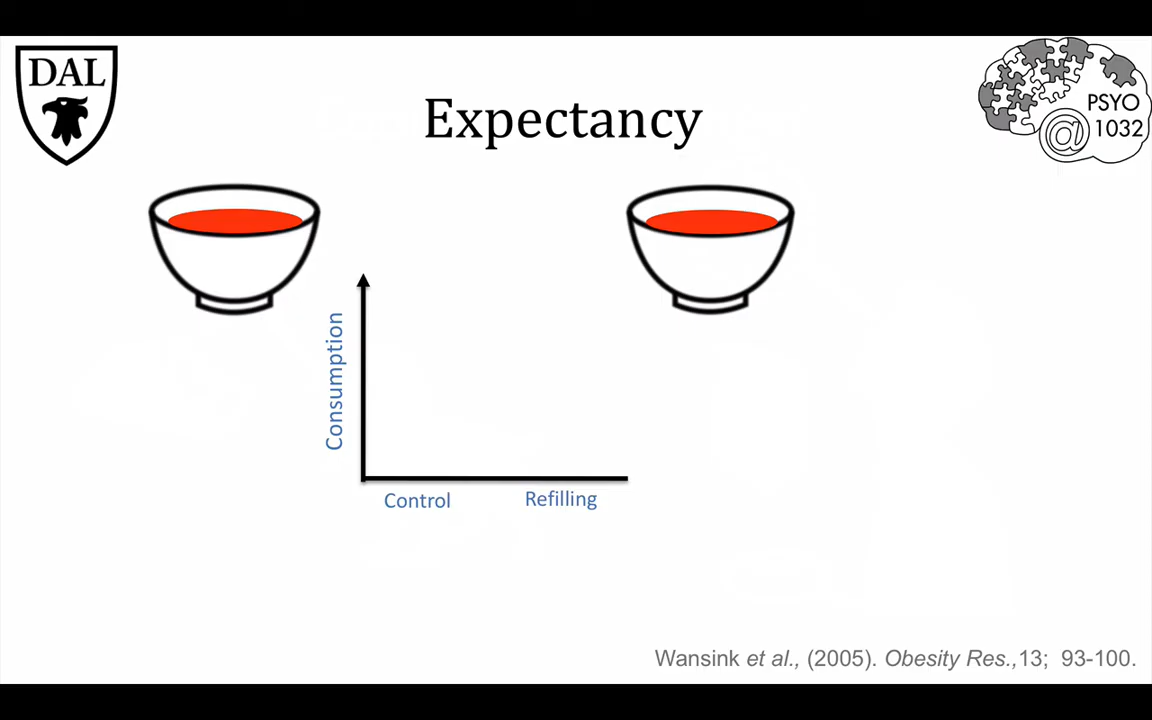 DAL
Expectancy
PSYO
@ 1032
Consumption
Control
Refilling
Wansink et al., (2005). Obesity Res.,13; 93-100.